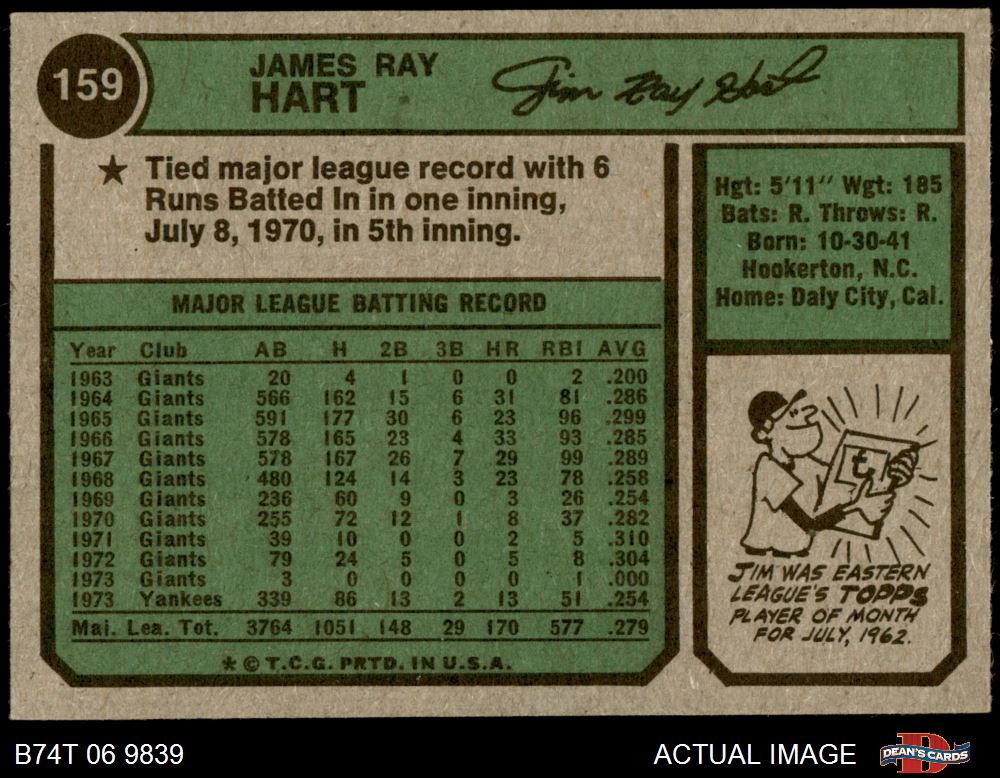 159
JAMES RAY
HART
Jim Ray Hart
★ Tied major league record with 6
Runs Batted In in one inning,
July 8, 1970, in 5th inning.
Hgt: 5'11" Wgt: 185
Bats: R. Throws: R.
Born: 10-30-41
Hookerton, N.C.
Home: Daly City, Cal.
MAJOR LEAGUE BATTING RECORD
Year Club AB H 2B 3B HR RBI AVG
1963 Giants 20 4 1 0 0 2 .200
1964 Giants 566 162 15 6 31 81 .286
1965 Giants 591 177 30 6 23 96 .299
1966 Giants 578 165 23 4 33 93 .285
1967 Giants 578 167 26 7 29 99 .289
1968 Giants 480 124 14 3 23 78 .258
1969 Giants 236 60 9 0 3 26 .254
1970 Giants 255 72 12 1 8 37 .282
1971 Giants 39 10 0 0 2 5 .310
1972 Giants 79 24 5 0 5 8 .304
1973 Giants 3 0 0 0 0 1 .000
1973 Yankees 339 86 13 2 13 51 .254
Maj. Lea. Tot. 3764 1051 148 29 170 577 .279
* © T.C.G. PRTD. IN U.S.A.
t
JIM WAS EASTERN
LEAGUE'S TOPPS
PLAYER OF MONTH
FOR JULY, 1962.
B74T 06 9839
ACTUAL IMAGE
D
DEAN'S CARDS